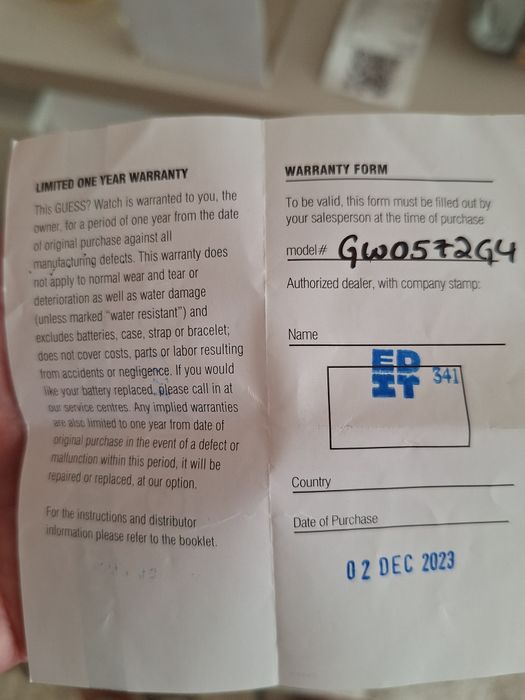 LIMITED ONE YEAR WARRANTY
This GUESS? Watch is warranted to you, the
owner, for a period of one year from the date
of original purchase against all
manufacturing defects. This warranty does
not apply to normal wear and tear or
deterioration as well as water damage
(unless marked "water resistant") and
excludes batteries, case, strap or bracelet;
does not cover costs, parts or labor resulting
from accidents or negligence. If you would
like your battery replaced, please call in at
our service centres. Any implied warranties
are also limited to one year from date of
original purchase in the event of a defect or
malfunction within this period, it will be
repaired or replaced, at our option.
For the instructions and distributor
information please refer to the booklet.
WARRANTY FORM
To be valid, this form must be filled out by
your salesperson at the time of purchase
model# GW0572G4
Authorized dealer, with company stamp:
Name
ED
IT 341
Country
Date of Purchase
02 DEC 2023